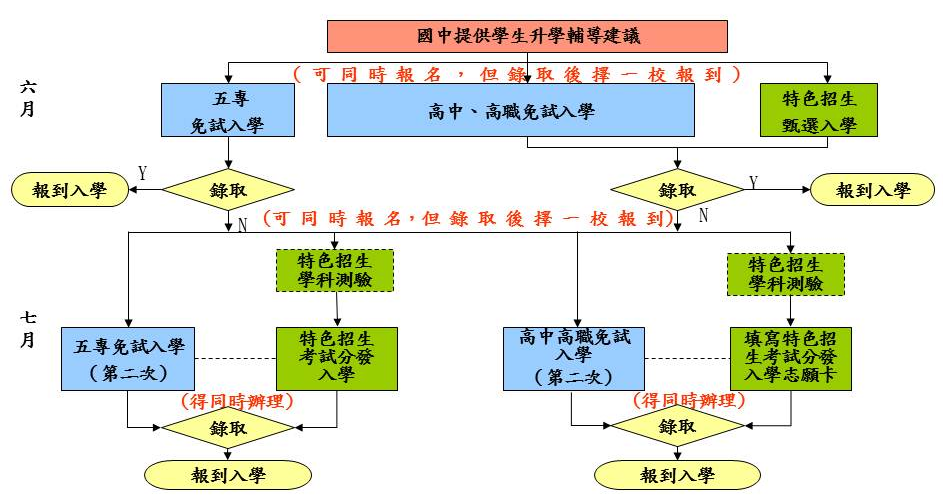 國中提供學生升學輔導建議
(可同時報名，但錄取後擇一校報到)
六
月
五專
免試入學
高中、高職免試入學
特色招生
甄選入學
報到入學
Y
錄取
錄取
Y
報到入學
N
(可同時報名，但錄取後擇一校報到)
N
特色招生
學科測驗
特色招生
學科測驗
七
月
五專免試入學
（第二次）
特色招生
考試分發
入學
高中高職免試
入學
（第二次）
填寫特色招
生考試分發
入學志願卡
(得同時辦理)
(得同時辦理)
錄取
錄取
報到入學
報到入學